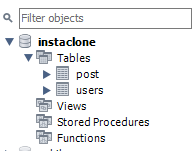 Filter objects
instaclone
Tables
post
users
Views
Stored Procedures
Functions